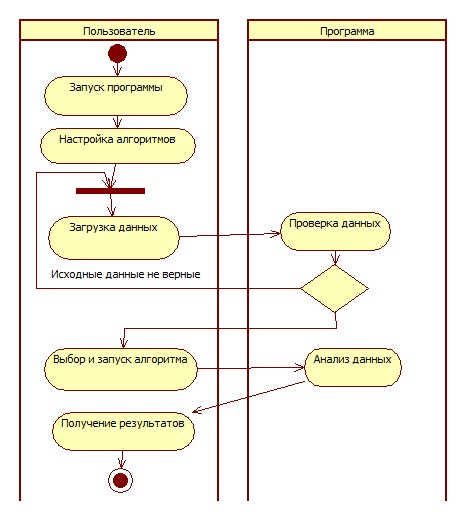 Пользователь
Программа
Запуск программы
Настройка алгоритмов
Загрузка данных
Проверка данных
Исходные данные не верные
Выбор и запуск алгоритма
Анализ данных
Получение результатов